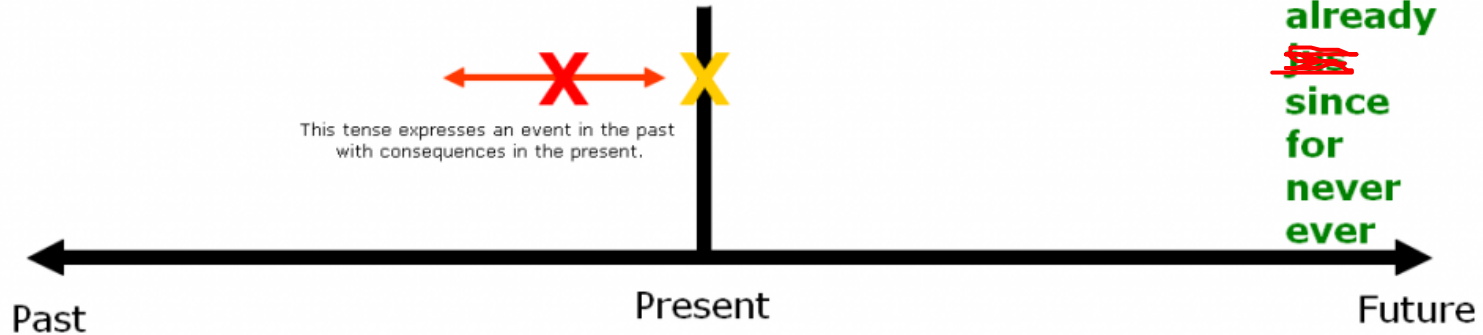 already
X
X
since
This tense expresses an event in the past
with consequences in the present.
for
never
ever
Past
Present
Future